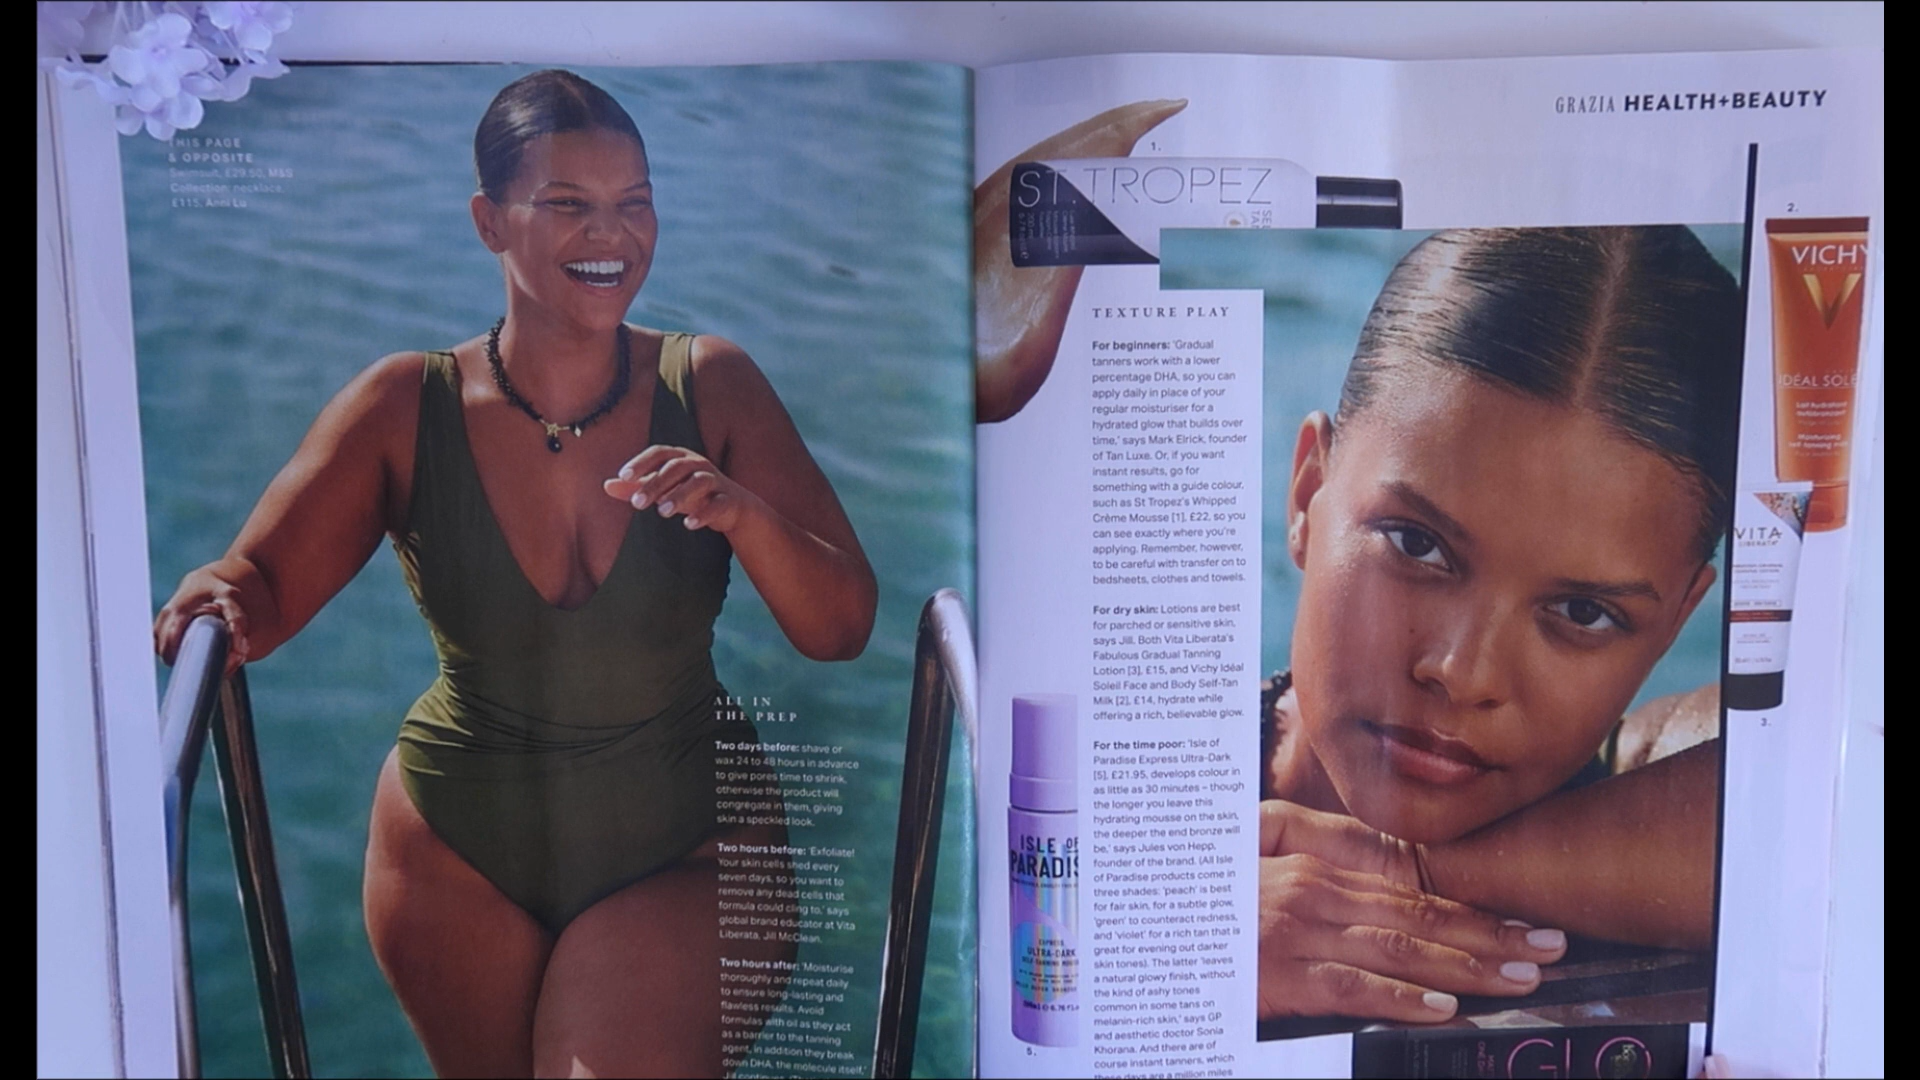 THIS PAGE
& OPPOSITE
Swimsuit, £29.50, M&S
Collection; necklace,
£115, Anni Lu
ALL IN
THE PREP
Two days before: shave or
wax 24 to 48 hours in advance
to give pores time to shrink,
otherwise the product will
congregate in them, giving
skin a speckled look.
Two hours before: 'Exfoliate!
Your skin cells shed every
seven days, so you want to
remove any dead cells that
formula could cling to,' says
global brand educator at Vita
Liberata, Jill McClean.
Two hours after: 'Moisturise
thoroughly and repeat daily
to ensure long-lasting and
flawless results. Avoid
formulas with oil as they act
as a barrier to the tanning
agent, in addition they break
down DHA, the molecule itself,'
GRAZIA HEALTH+BEAUTY
1.
ST.TROPEZ
2.
VICHY
IDÉAL SOLE
Lait hydratant
autobronzant
Moisturizing
self-tanning milk
VITA
LIBERATA
3.
TEXTURE PLAY
For beginners: 'Gradual
tanners work with a lower
percentage DHA, so you can
apply daily in place of your
regular moisturiser for a
hydrated glow that builds over
time,' says Mark Elrick, founder
of Tan Luxe. Or, if you want
instant results, go for
something with a guide colour,
such as St Tropez's Whipped
Crème Mousse [1], £22, so you
can see exactly where you're
applying. Remember, however,
to be careful with transfer on to
bedsheets, clothes and towels.
For dry skin: Lotions are best
for parched or sensitive skin,
says Jill. Both Vita Liberata's
Fabulous Gradual Tanning
Lotion [3], £15, and Vichy Idéal
Soleil Face and Body Self-Tan
Milk [2], £14, hydrate while
offering a rich, believable glow.
For the time poor: 'Isle of
Paradise Express Ultra-Dark
[5], £21.95, develops colour in
as little as 30 minutes – though
the longer you leave this
hydrating mousse on the skin,
the deeper the end bronze will
be,' says Jules von Hepp,
founder of the brand. (All Isle
of Paradise products come in
three shades: 'peach' is best
for fair skin, for a subtle glow,
'green' to counteract redness,
and 'violet' for a rich tan that is
great for evening out darker
skin tones). The latter 'leaves
a natural glowy finish, without
the kind of ashy tones
common in some tans on
melanin-rich skin,' says GP
and aesthetic doctor Sonia
Khorana. And there are of
course instant tanners, which
these days are a million miles
ISLE OF
PARADIS
EXPRESS
ULTRA-DARK
5.